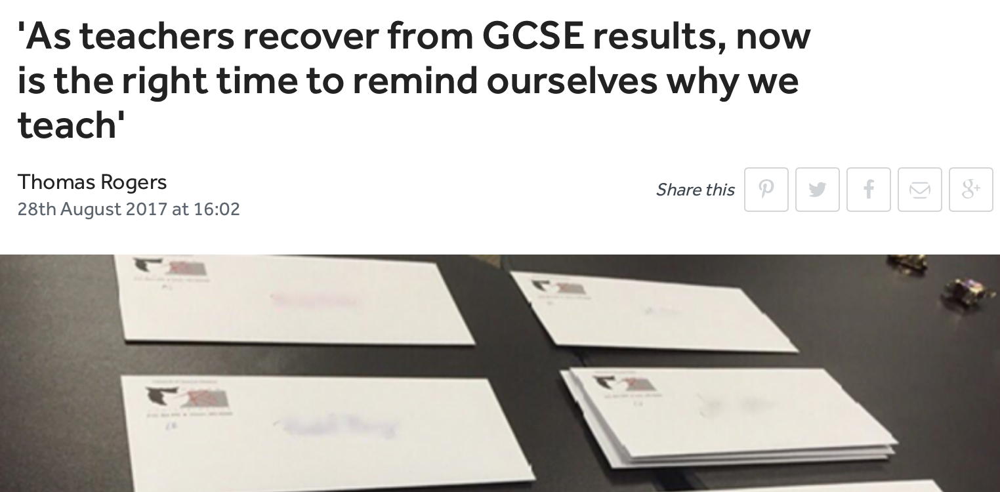 'As teachers recover from GCSE results, now
is the right time to remind ourselves why we
teach'
Thomas Rogers
28th August 2017 at 16:02
Share this